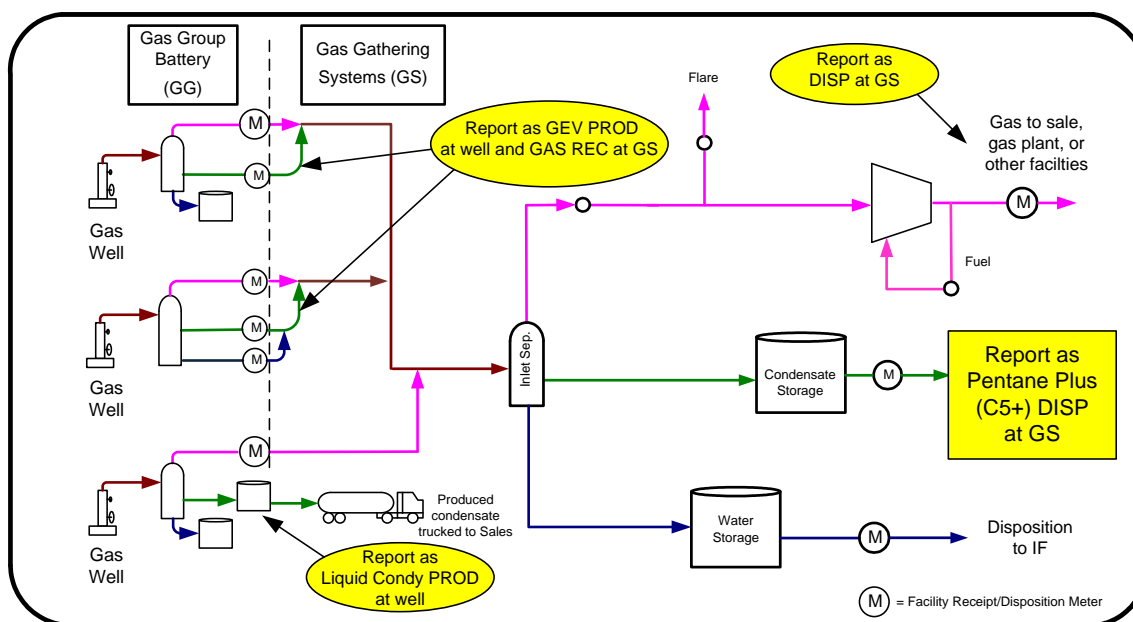 Gas Group
Battery
(GG)
Gas Gathering
Systems (GS)
Report as
DISP at GS
Flare
Gas to sale,
gas plant, or
other facilties
Report as GEV PROD
at well and GAS REC at GS
M
M
M
Gas
Well
Fuel
M
M
M
Gas
Well
Inlet Sep.
Condensate
Storage
M
Report as
Pentane Plus
(C5+) DISP
at GS
M
Gas
Well
Produced
condensate
trucked to Sales
Report as
Liquid Condy PROD
at well
Water
Storage
M
Disposition
to IF
M = Facility Receipt/Disposition Meter